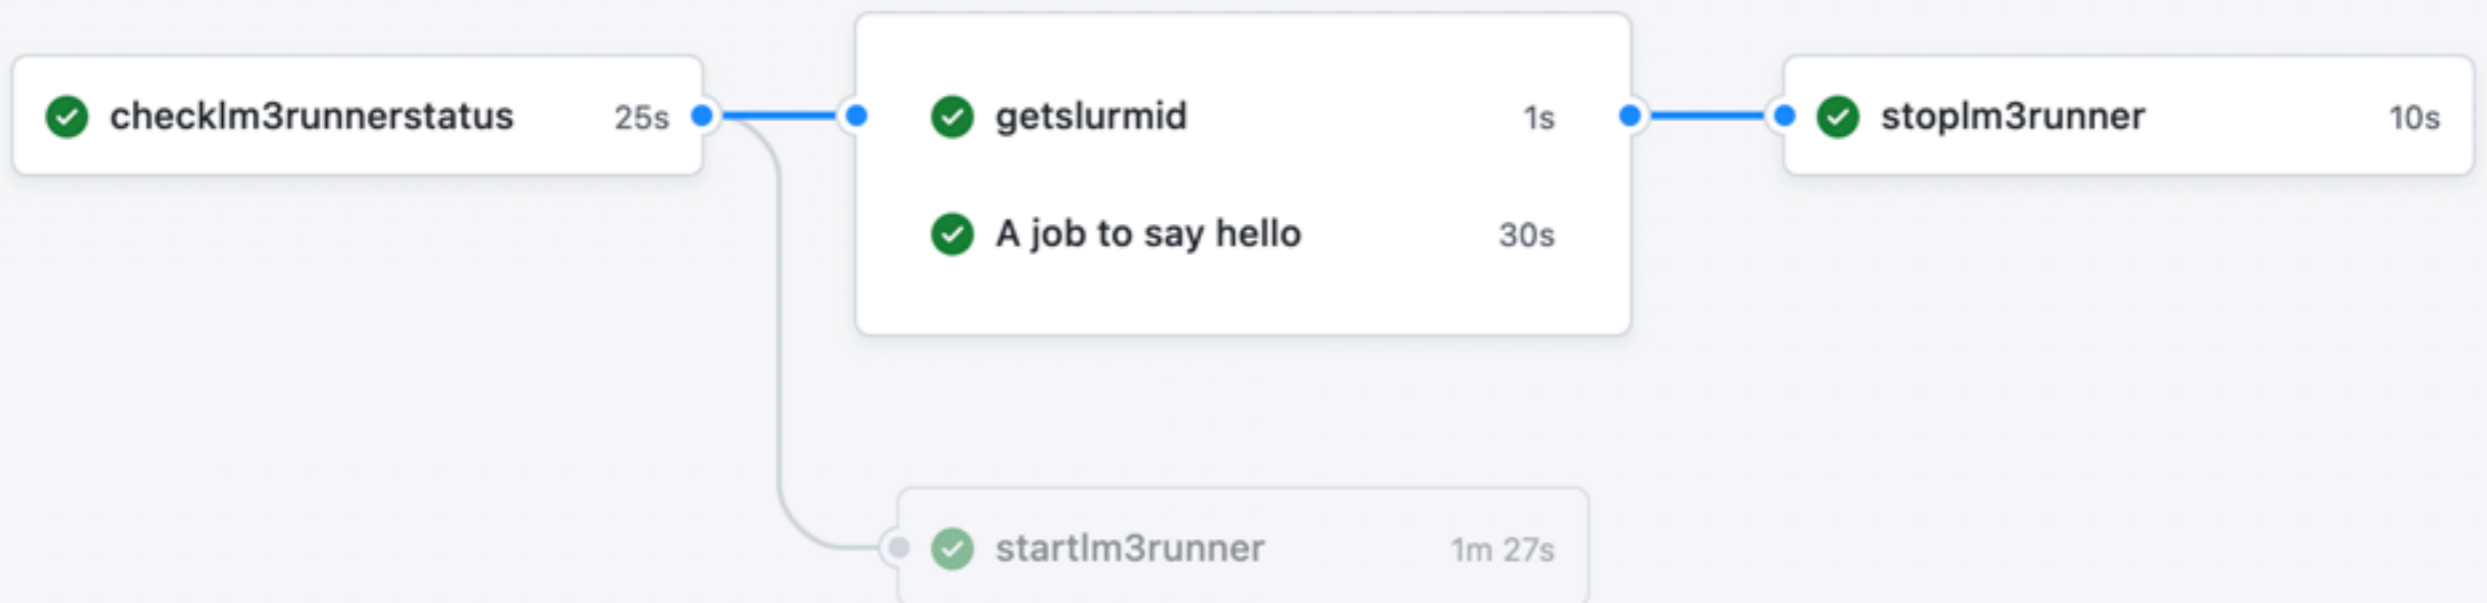 checklm3runnerstatus 25s
getslurmid 1s
A job to say hello 30s
stoplm3runner 10s
startlm3runner 1m 27s